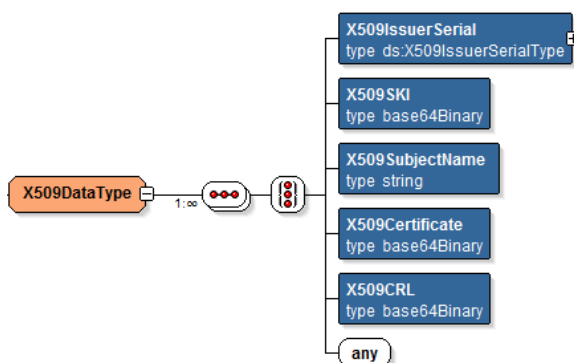 X509IssuerSerial
type ds:X509IssuerSerialType
X509SKI
type base64Binary
X509DataType
1:∞
X509SubjectName
type string
X509Certificate
type base64Binary
X509CRL
type base64Binary
any